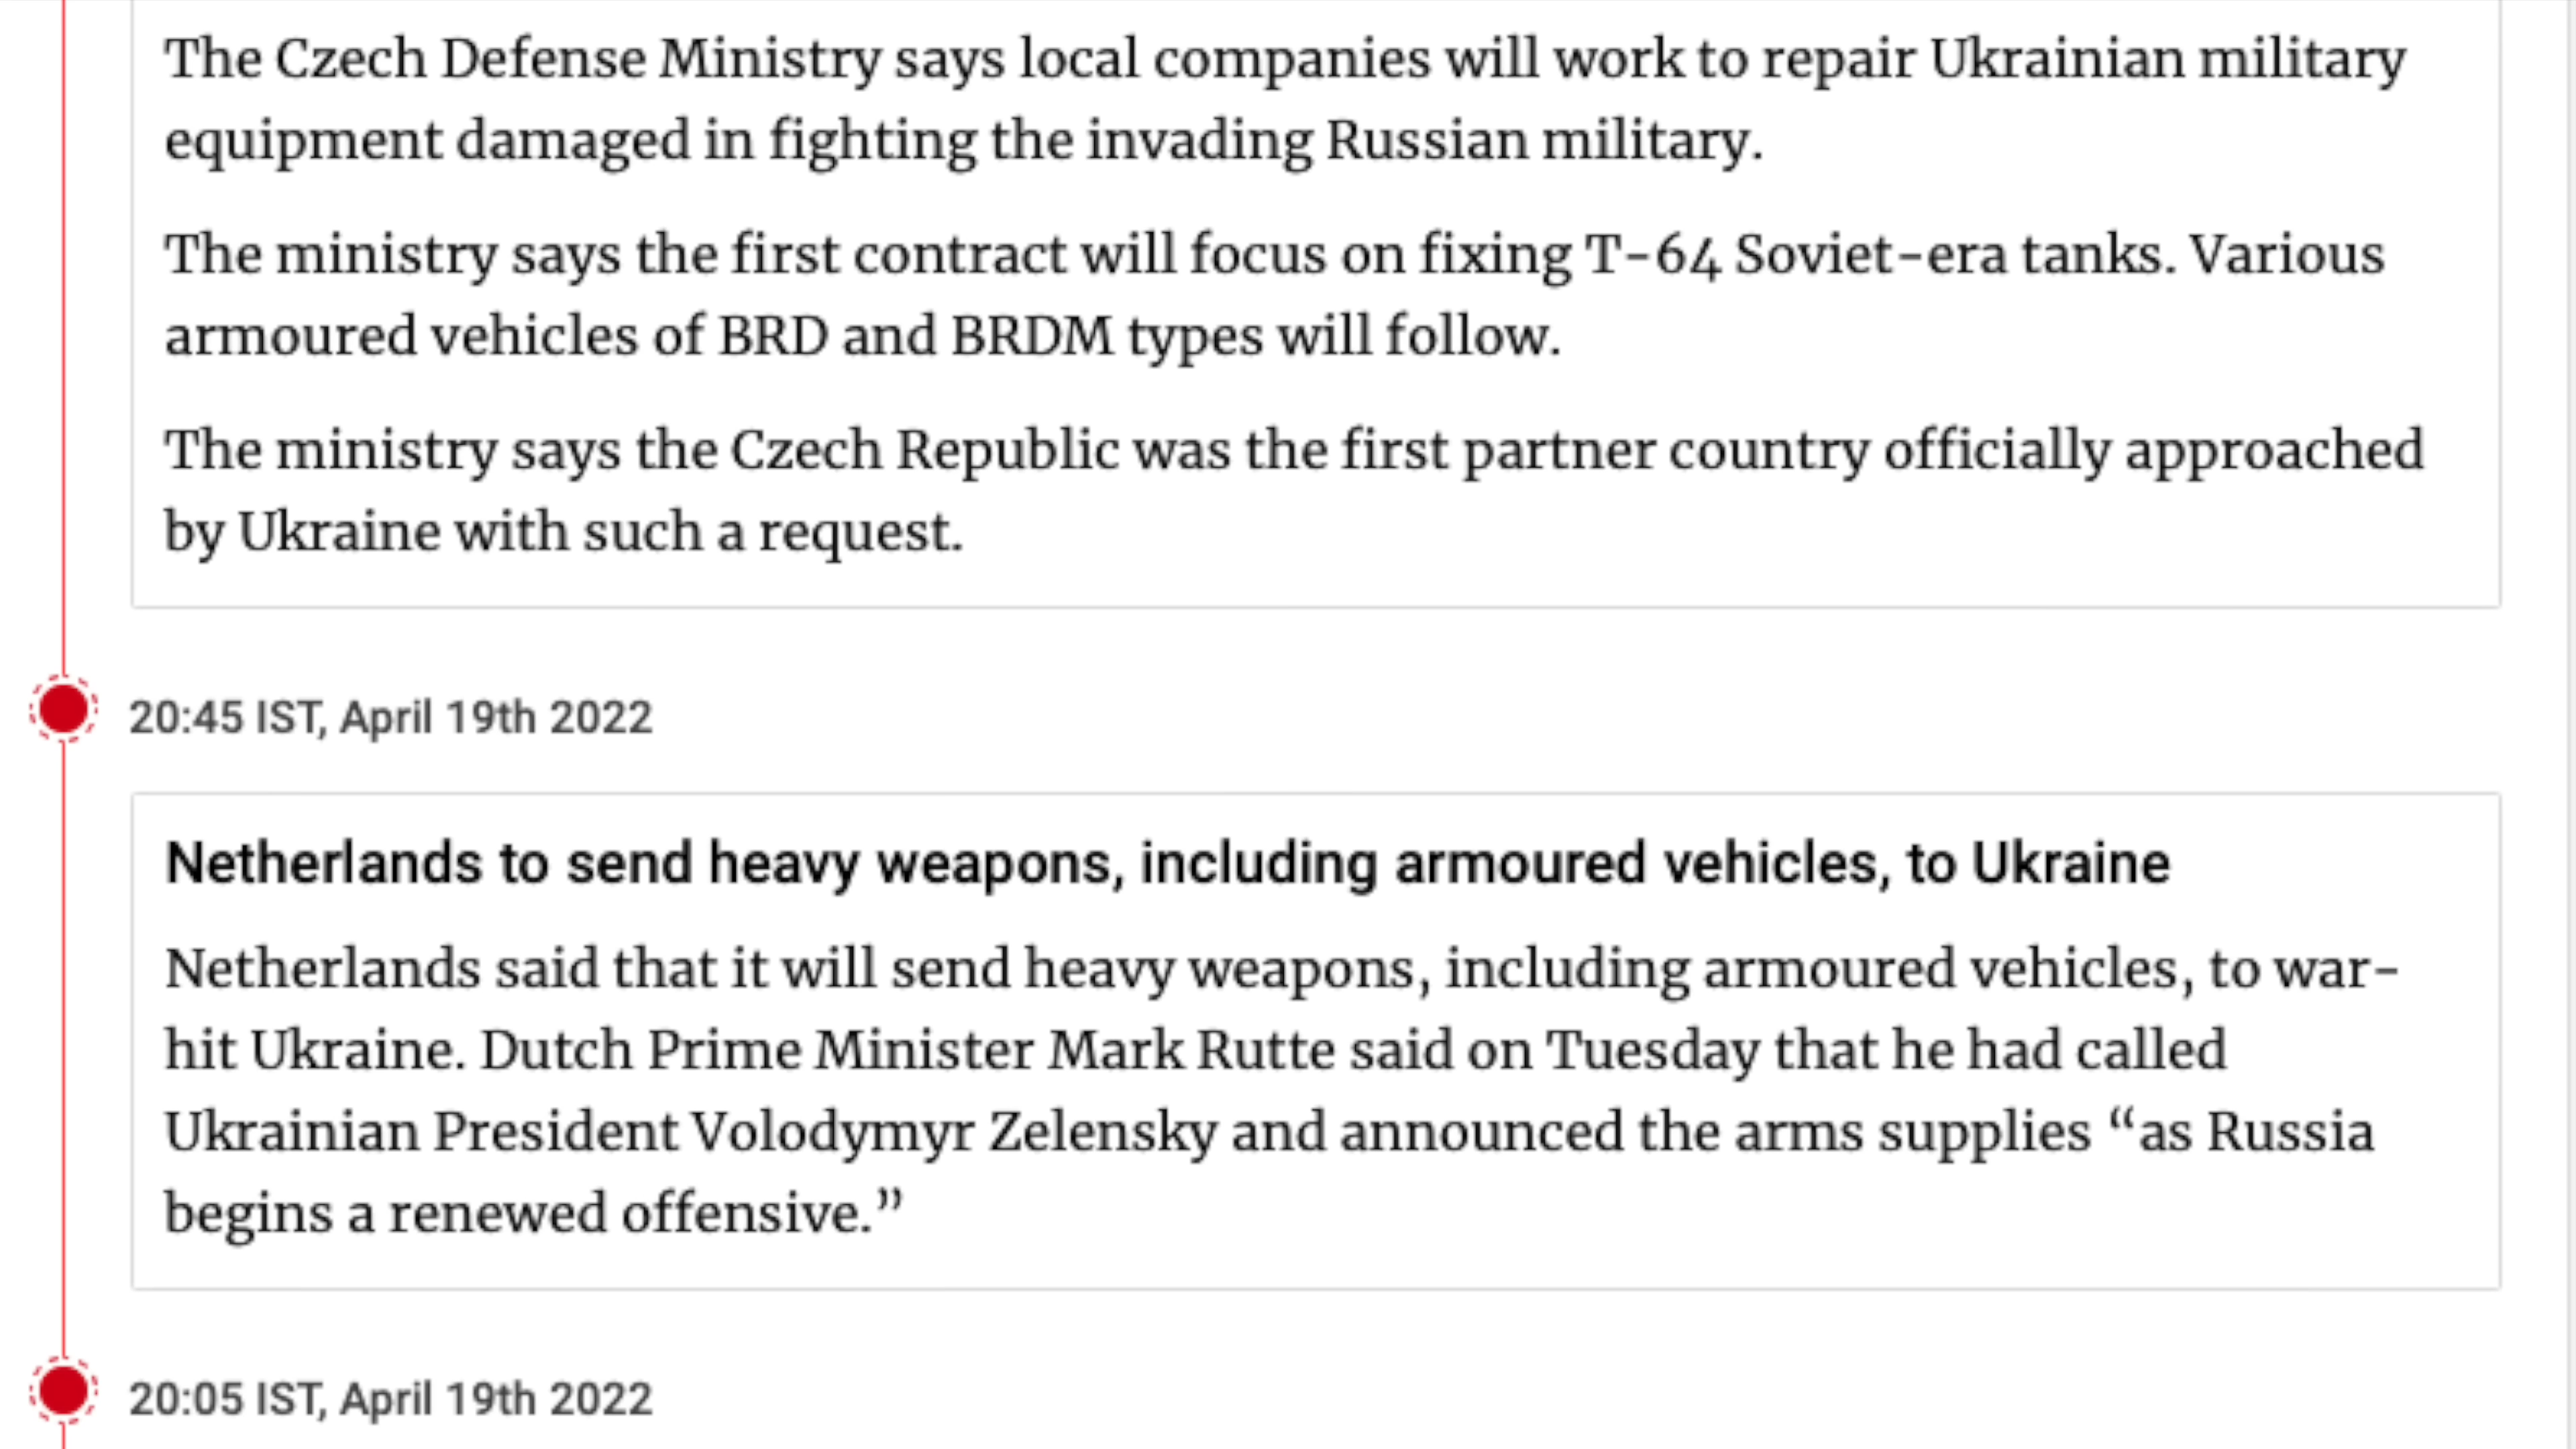 The Czech Defense Ministry says local companies will work to repair Ukrainian military
equipment damaged in fighting the invading Russian military.
The ministry says the first contract will focus on fixing T-64 Soviet-era tanks. Various
armoured vehicles of BRD and BRDM types will follow.
The ministry says the Czech Republic was the first partner country officially approached
by Ukraine with such a request.
20:45 IST, April 19th 2022
Netherlands to send heavy weapons, including armoured vehicles, to Ukraine
Netherlands said that it will send heavy weapons, including armoured vehicles, to war-
hit Ukraine. Dutch Prime Minister Mark Rutte said on Tuesday that he had called
Ukrainian President Volodymyr Zelensky and announced the arms supplies “as Russia
begins a renewed offensive.”
20:05 IST, April 19th 2022